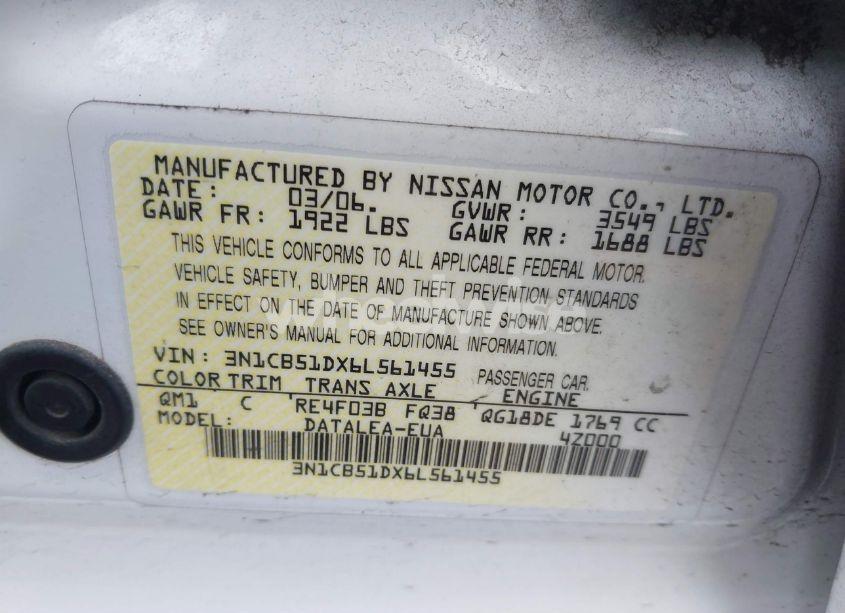 MANUFACTURED BY NISSAN MOTOR CO., LTD.
DATE: 03/06. GVWR: 3549 LBS
GAWR FR: 1922 LBS GAWR RR: 1688 LBS
THIS VEHICLE CONFORMS TO ALL APPLICABLE FEDERAL MOTOR
VEHICLE SAFETY, BUMPER AND THEFT PREVENTION STANDARDS
IN EFFECT ON THE DATE OF MANUFACTURE SHOWN ABOVE.
SEE OWNER'S MANUAL FOR ADDITIONAL INFORMATION.
VIN: 3N1CB51DX6L561455 PASSENGER CAR.
COLOR TRIM TRANS AXLE ENGINE
QM1 C RE4F03B FQ38 QG18DE 1769 CC
MODEL: DATALEA-EUA 4Z000
3N1CB51DX6L561455